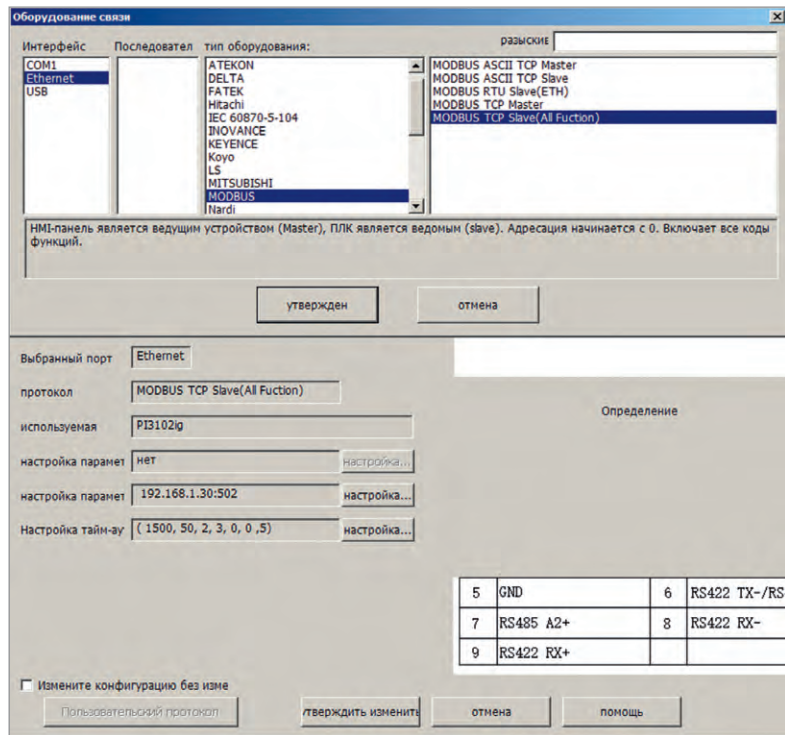 Оборудование связи
Интерфейс Последовател тип оборудования: разыские
COM1
Ethernet
USB
ATEKON
DELTA
FATEK
Hitachi
IEC 60870-5-104
INOVANCE
KEYENCE
Koyo
LS
MITSUBISHI
MODBUS
Nardi
MODBUS ASCII TCP Master
MODBUS ASCII TCP Slave
MODBUS RTU Slave(ETH)
MODBUS TCP Master
MODBUS TCP Slave(All Fuction)
HMI-панель является ведущим устройством (Master), ПЛК является ведомым (slave). Адресация начинается с 0. Включает все коды
функций.
утвержден отмена
Выбранный порт Ethernet
протокол MODBUS TCP Slave(All Fuction)
Определение
используемая PI3102ig
настройка парамет нет настройка...
настройка парамет 192.168.1.30:502 настройка...
Настройка тайм-ау ( 1500, 50, 2, 3, 0, 0 ,5) настройка...
5 GND 6 RS422 TX-/RS
7 RS485 A2+ 8 RS422 RX-
9 RS422 RX+
Измените конфигурацию без изме
Пользовательский протокол тверждить изменить отмена помощь